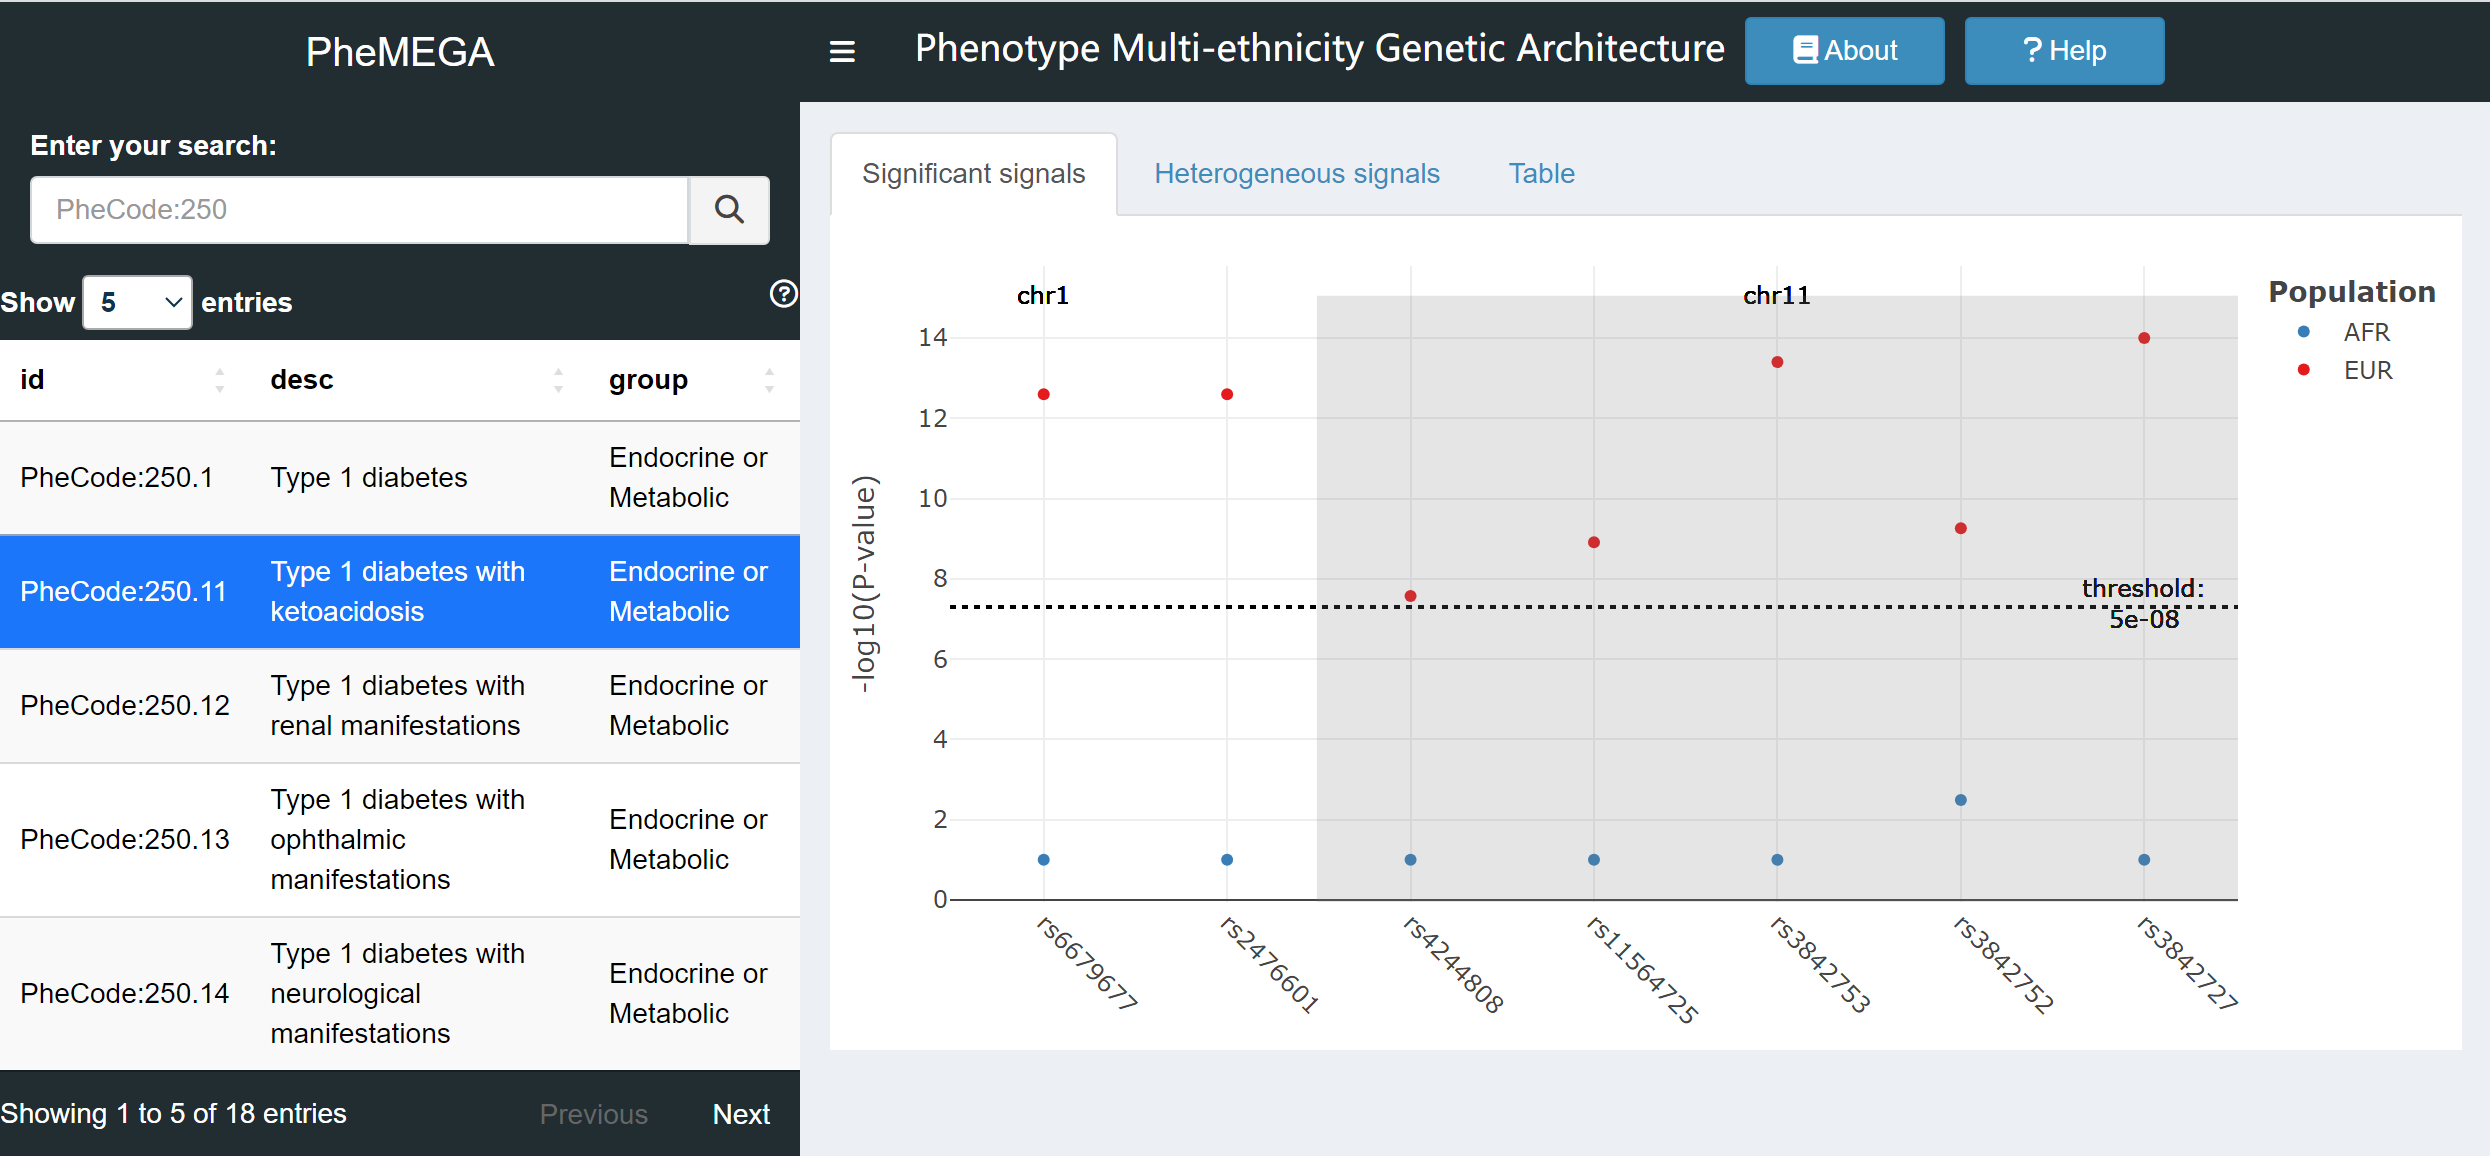 PheMEGA
Phenotype Multi-ethnicity Genetic Architecture
About
? Help
Enter your search:
PheCode:250
Show 5 entries
?
id desc group
PheCode:250.1 Type 1 diabetes Endocrine or
Metabolic
PheCode:250.11 Type 1 diabetes with
ketoacidosis
Endocrine or
Metabolic
PheCode:250.12 Type 1 diabetes with
renal manifestations
Endocrine or
Metabolic
PheCode:250.13 Type 1 diabetes with
ophthalmic
manifestations
Endocrine or
Metabolic
PheCode:250.14 Type 1 diabetes with
neurological
manifestations
Endocrine or
Metabolic
Showing 1 to 5 of 18 entries
Previous Next
Significant signals Heterogeneous signals Table
chr1 chr11
14
12
10
8
6
4
2
0
-log10(P-value)
threshold:
5e-08
rs6679677
rs2476601
rs4244808
rs11564725
rs3842753
rs3842752
rs3842727
Population
AFR
EUR